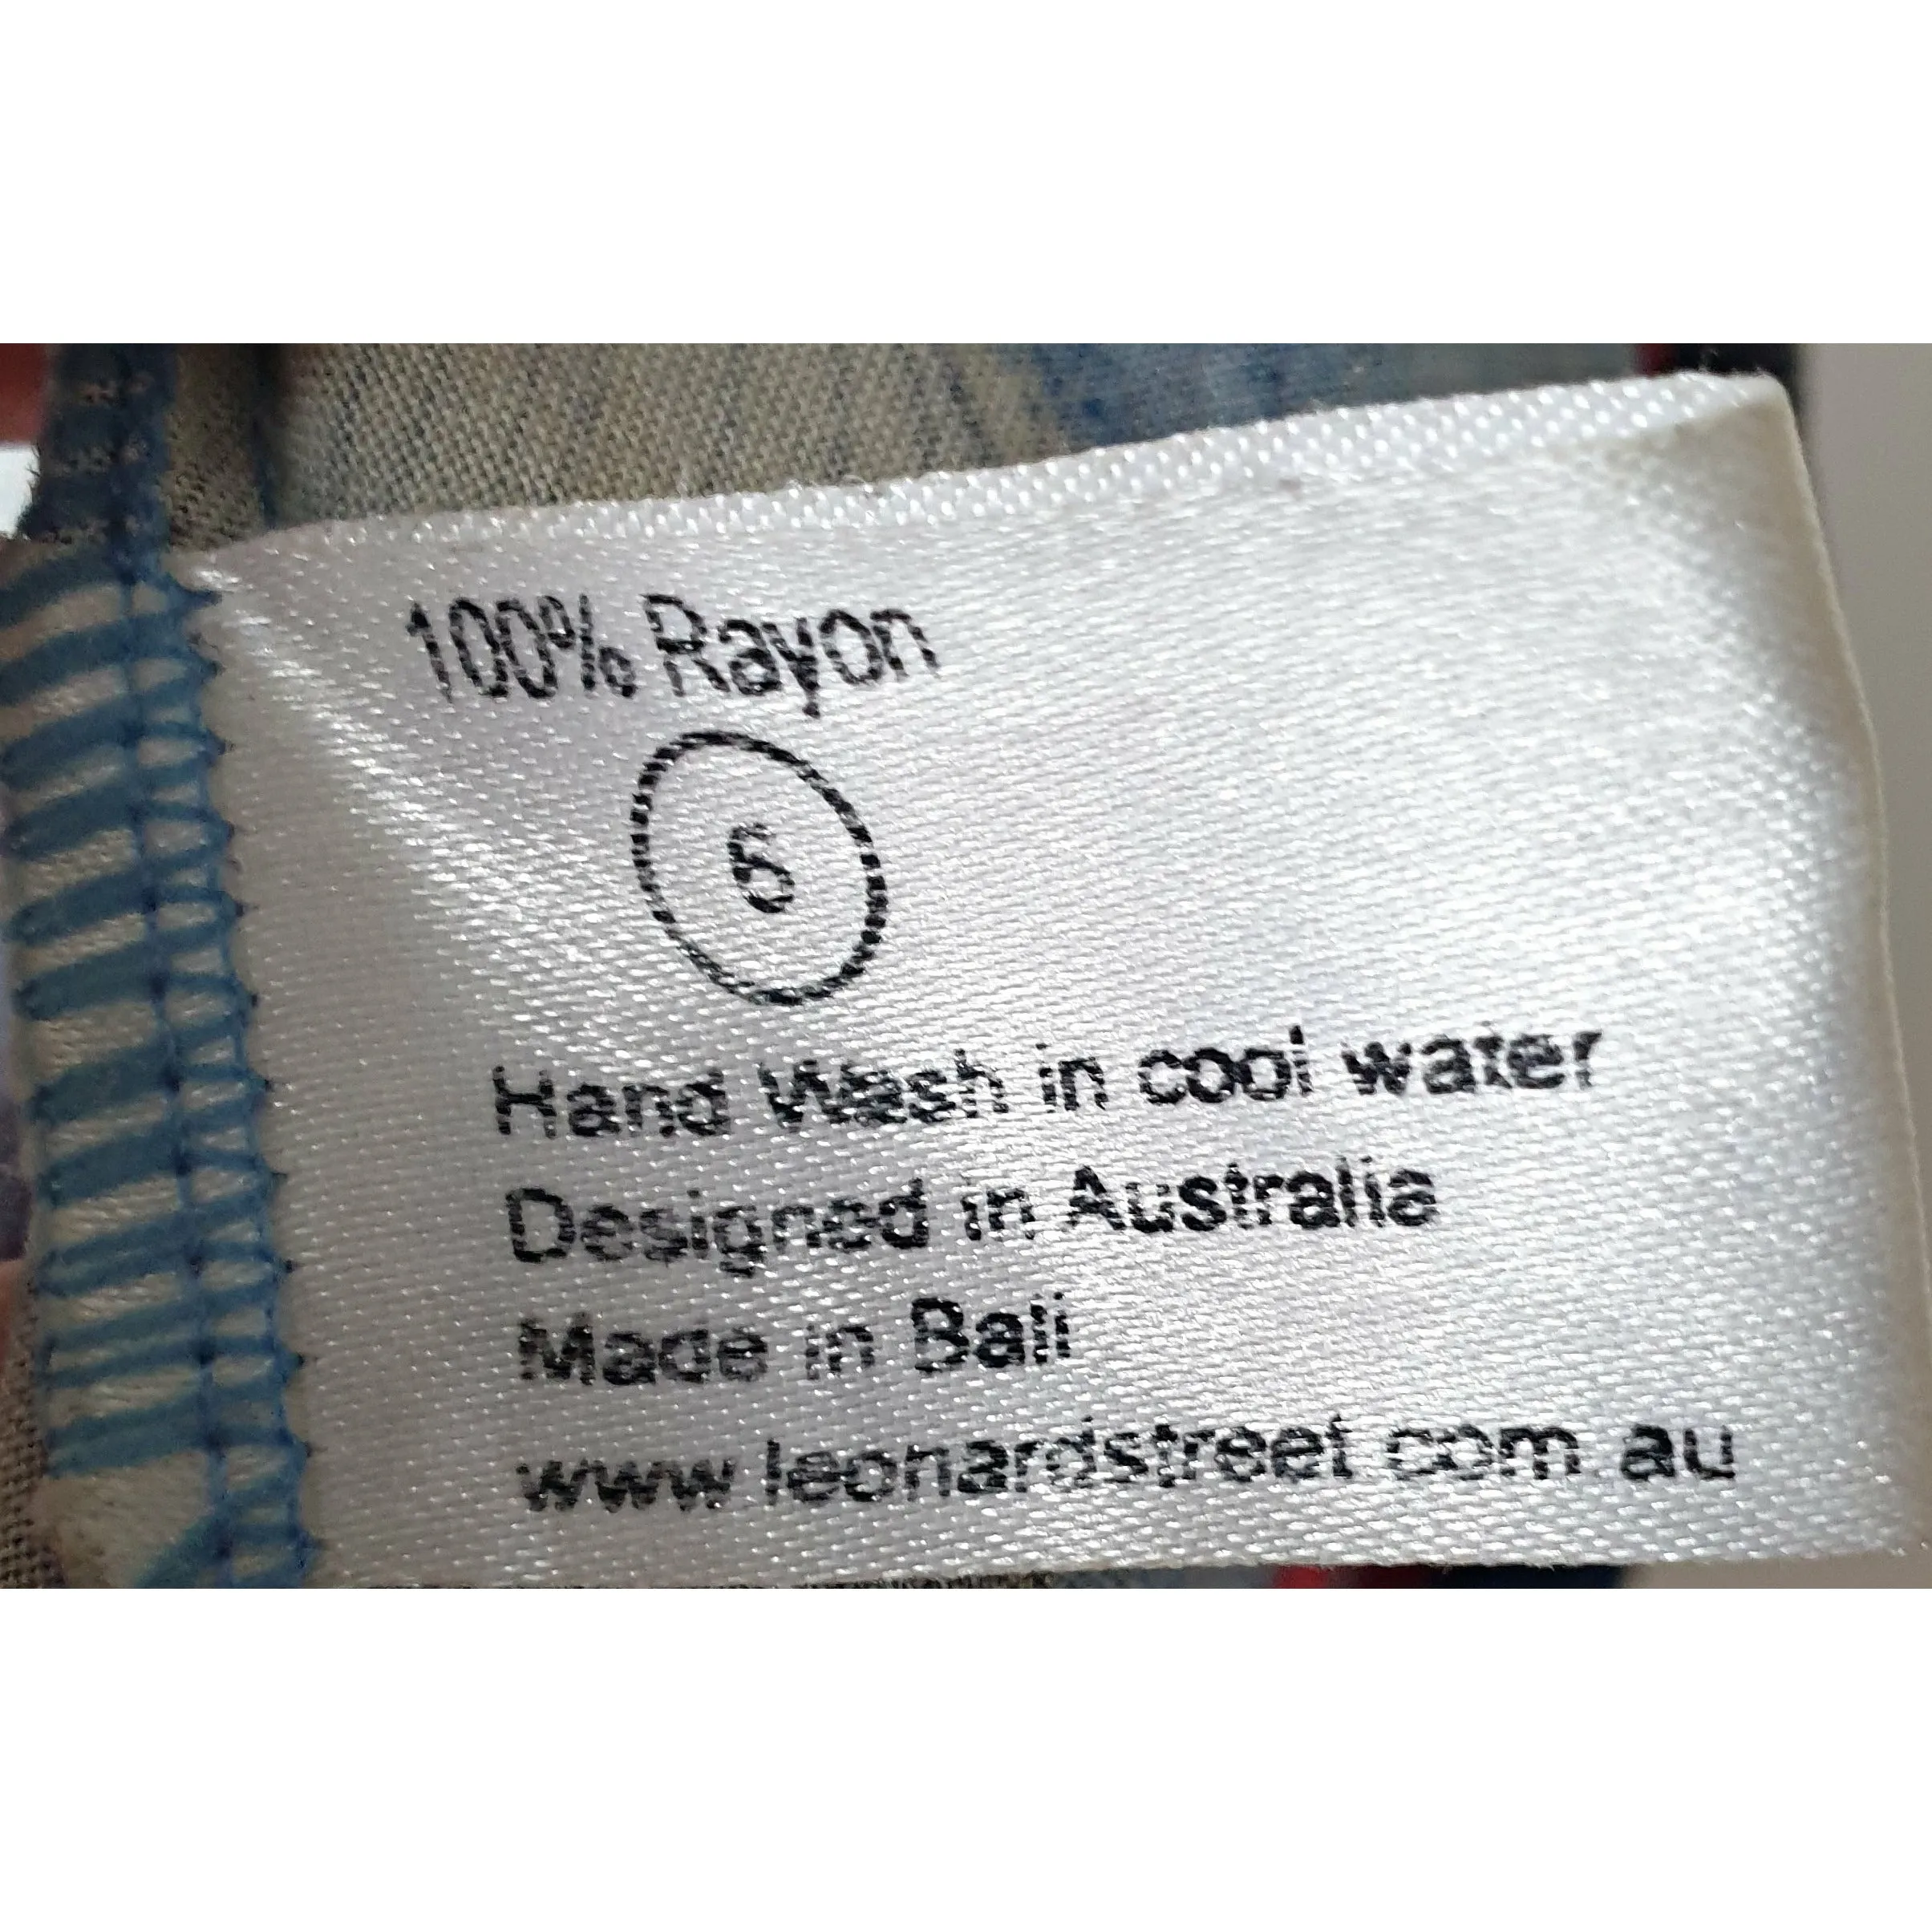 100% Rayon
6
Hand Wash in cool water
Designed in Australia
Made in Bali
www.leonardstreet.com.au